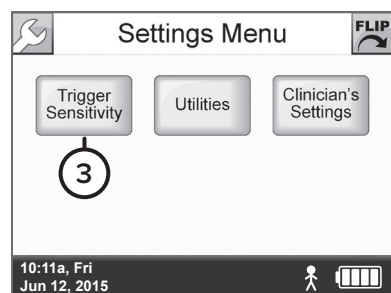 Settings Menu
FLIP
Trigger
Sensitivity
Utilities
Clinician's
Settings
3
10:11a, Fri
Jun 12, 2015